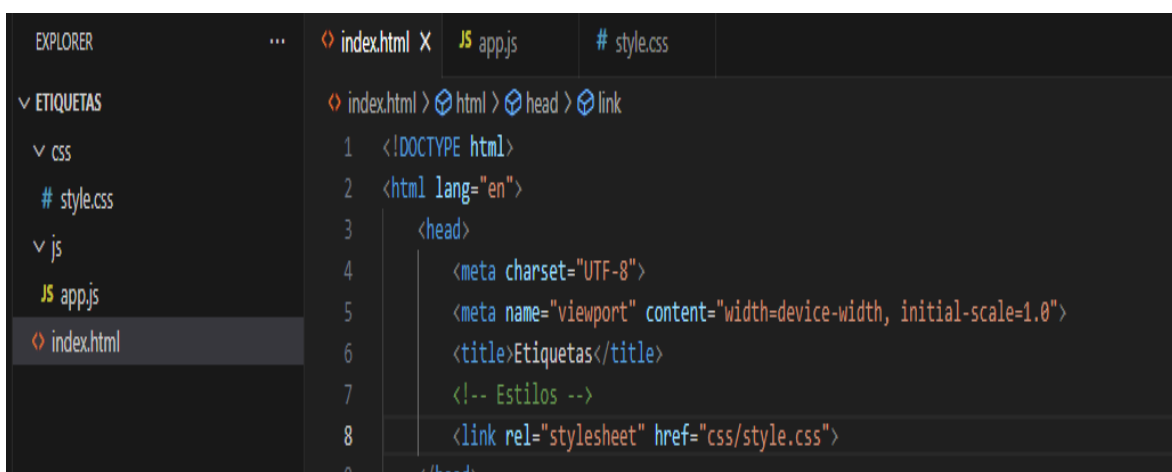 EXPLORER ...
ETIQUETAS
css
# style.css
js
JS app.js
<> index.html
<> index.html X JS app.js # style.css
<> index.html > html > head > link
1 <!DOCTYPE html>
2 <html lang="en">
3 <head>
4 <meta charset="UTF-8">
5 <meta name="viewport" content="width=device-width, initial-scale=1.0">
6 <title>Etiquetas</title>
7 <!-- Estilos -->
8 <link rel="stylesheet" href="css/style.css">